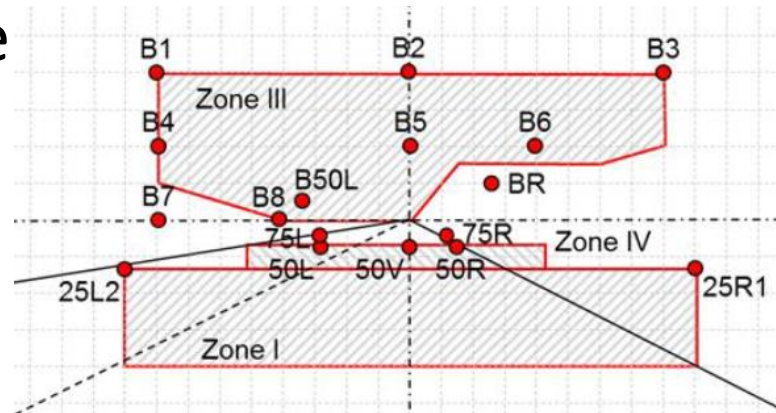 e
B1 B2 B3
Zone III
B4 B5 B6
B50L BR
B7 B8
75L 75R
Zone IV
50L 50V 50R
25L2 25R1
Zone I